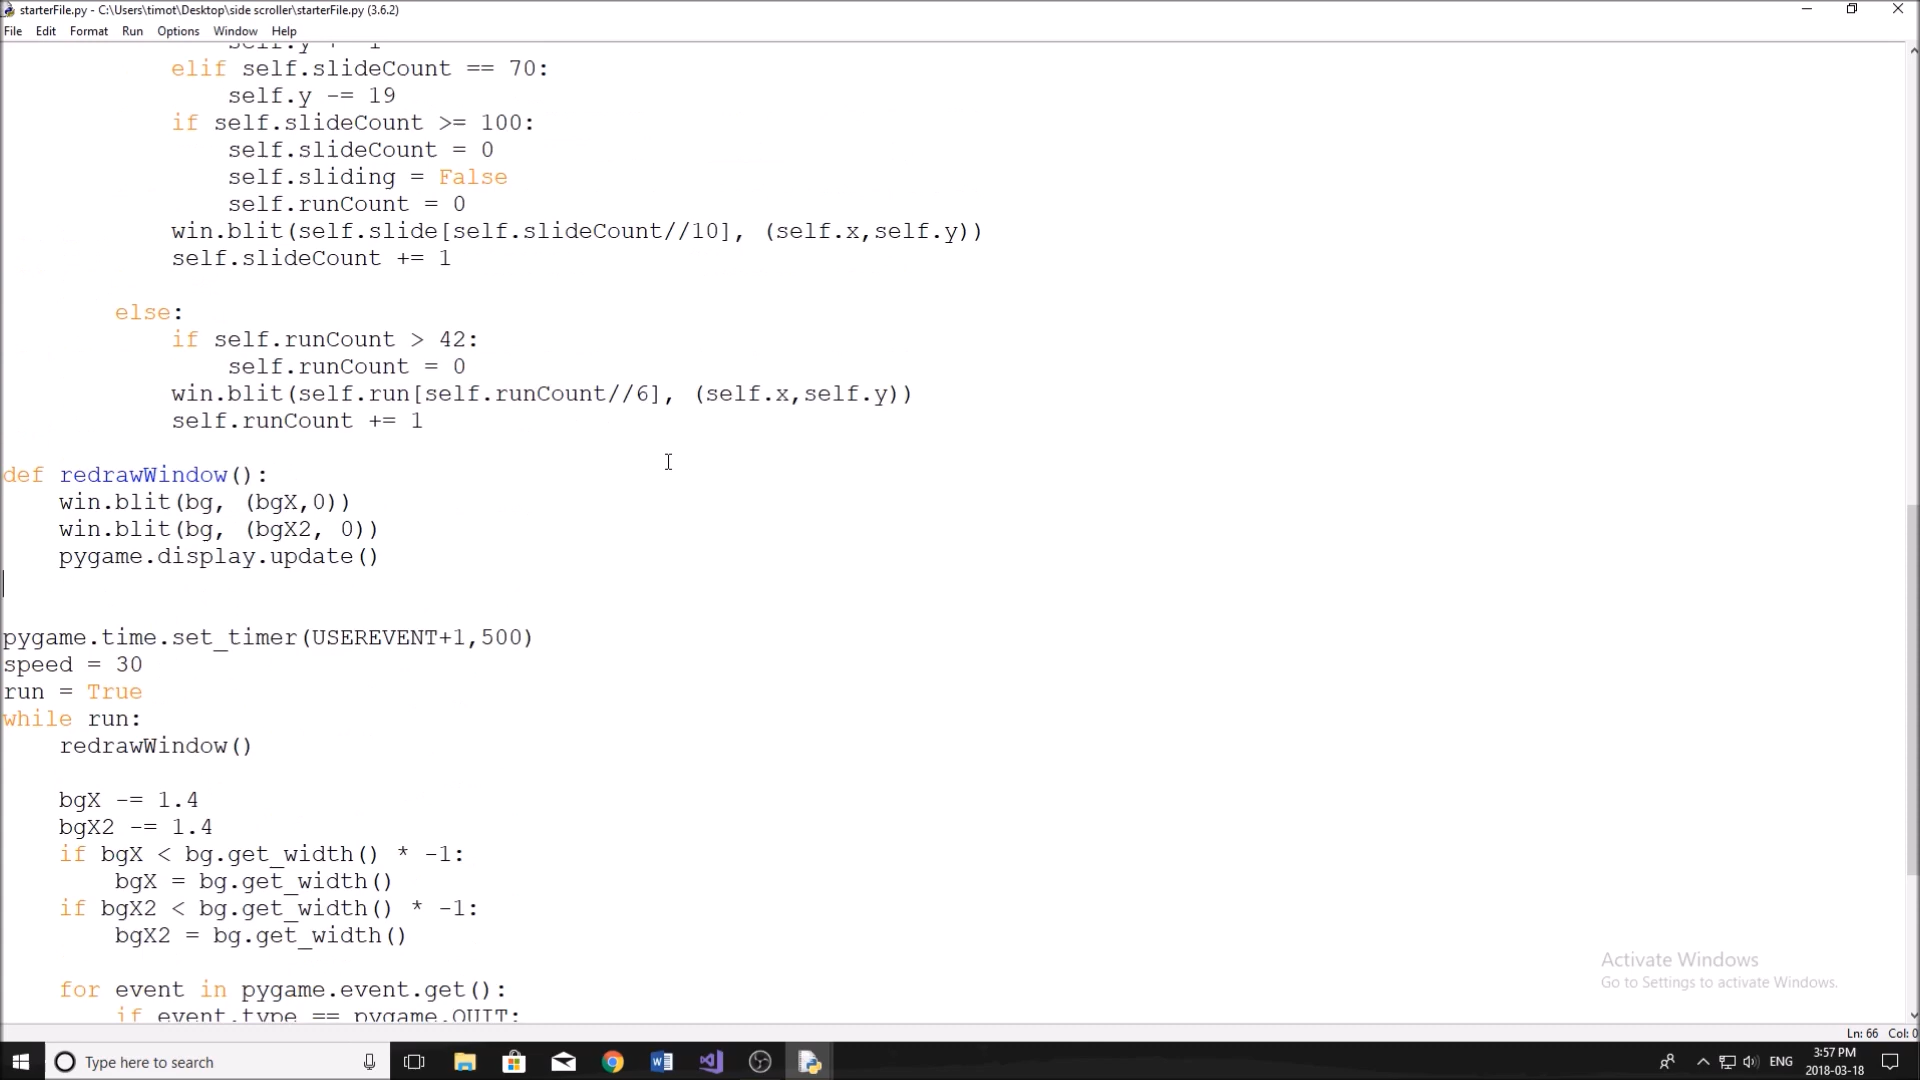 starterFile.py - C:\Users\timot\Desktop\side scroller\starterFile.py (3.6.2)
File Edit Format Run Options Window Help
elif self.slideCount == 70:
self.y -= 19
if self.slideCount >= 100:
self.slideCount = 0
self.sliding = False
self.runCount = 0
win.blit(self.slide[self.slideCount//10], (self.x,self.y))
self.slideCount += 1
else:
if self.runCount > 42:
self.runCount = 0
win.blit(self.run[self.runCount//6], (self.x,self.y))
self.runCount += 1
def redrawWindow():
win.blit(bg, (bgX,0))
win.blit(bg, (bgX2, 0))
pygame.display.update()
pygame.time.set_timer(USEREVENT+1,500)
speed = 30
run = True
while run:
redrawWindow()
bgX -= 1.4
bgX2 -= 1.4
if bgX < bg.get_width() * -1:
bgX = bg.get_width()
if bgX2 < bg.get_width() * -1:
bgX2 = bg.get_width()
for event in pygame.event.get():
if event.type == pygame.QUIT:
Activate Windows
Go to Settings to activate Windows.
Ln: 66 Col: 0
Type here to search
ENG
3:57 PM
2018-03-18